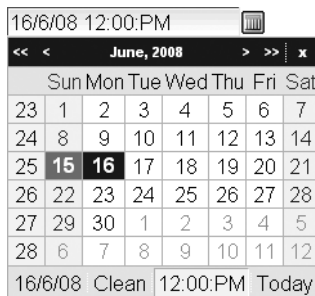 16/6/08 12:00:PM
<< < June, 2008 > >> x
Sun Mon Tue Wed Thu Fri Sat
23 1 2 3 4 5 6 7
24 8 9 10 11 12 13 14
25 15 16 17 18 19 20 21
26 22 23 24 25 26 27 28
27 29 30 1 2 3 4 5
28 6 7 8 9 10 11 12
16/6/08 Clean 12:00:PM Today